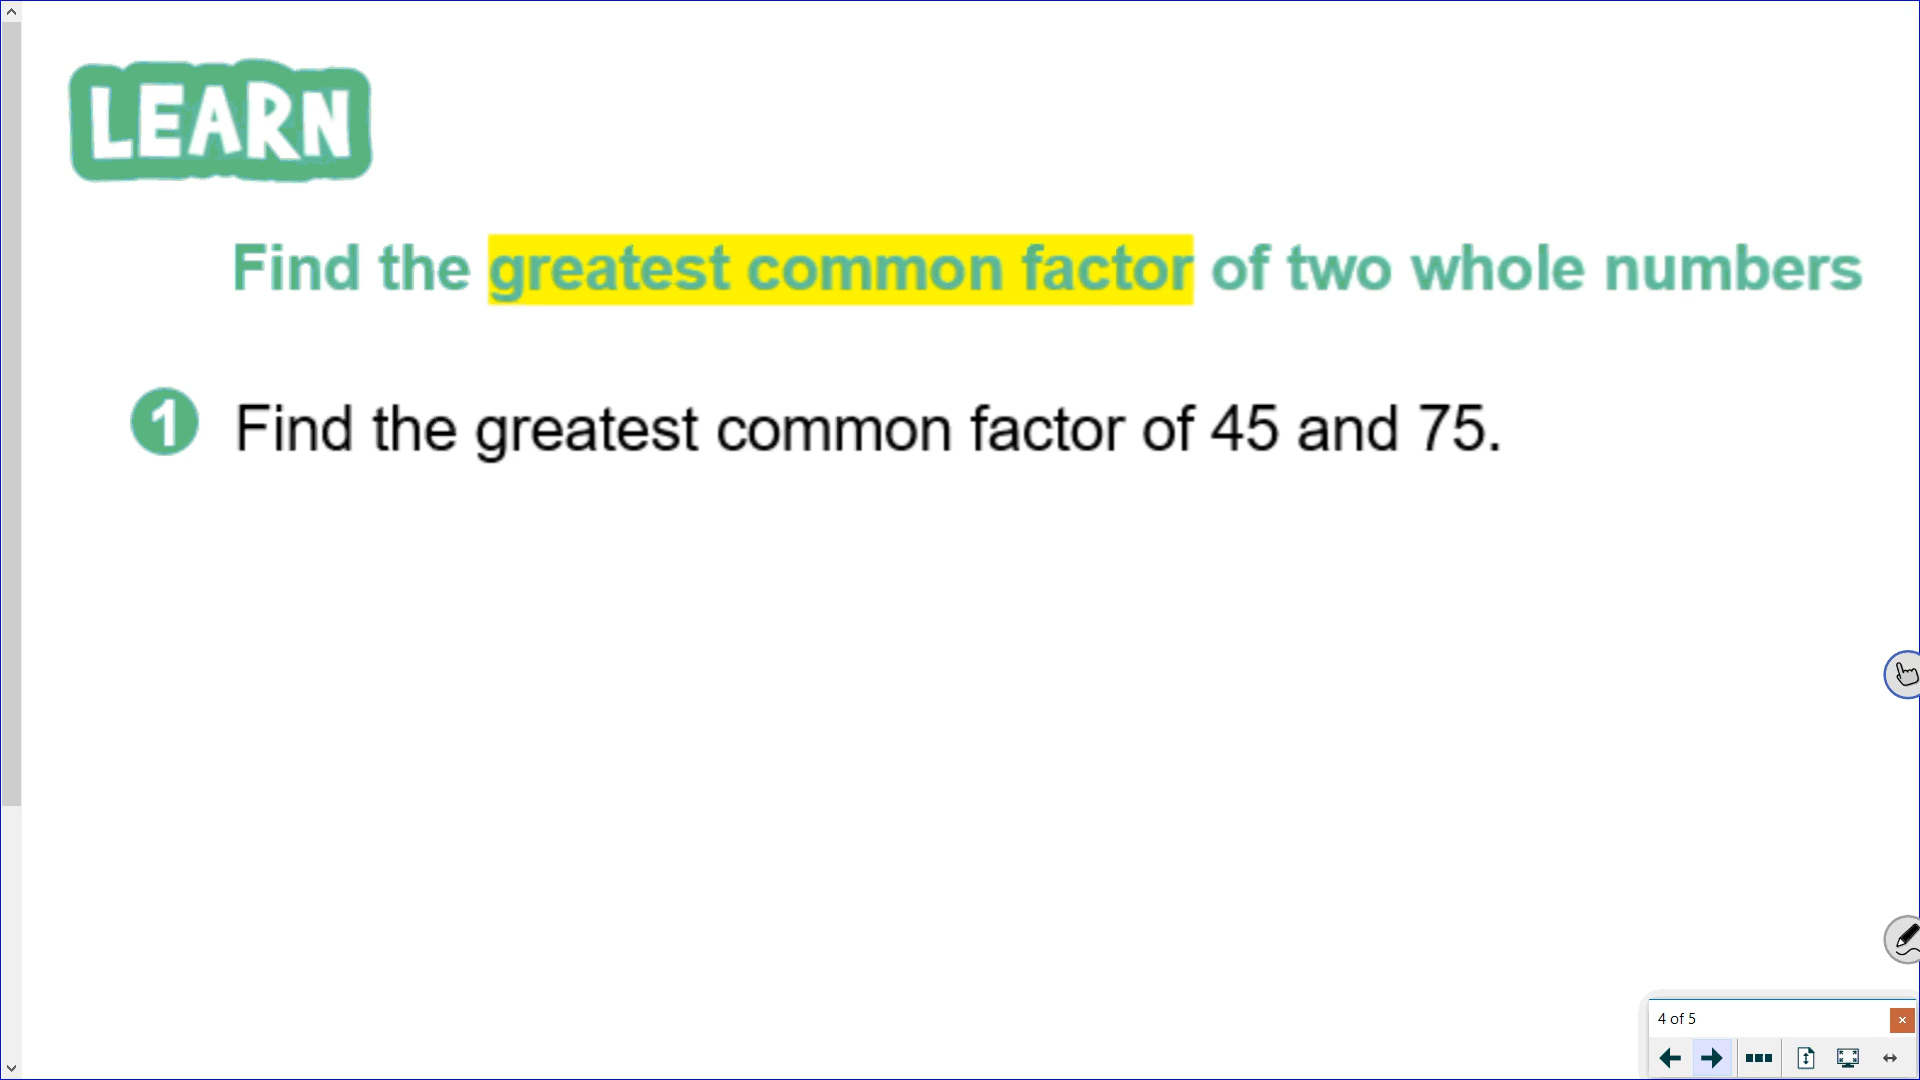 LEARN
Find the greatest common factor of two whole numbers
1 Find the greatest common factor of 45 and 75.
4 of 5